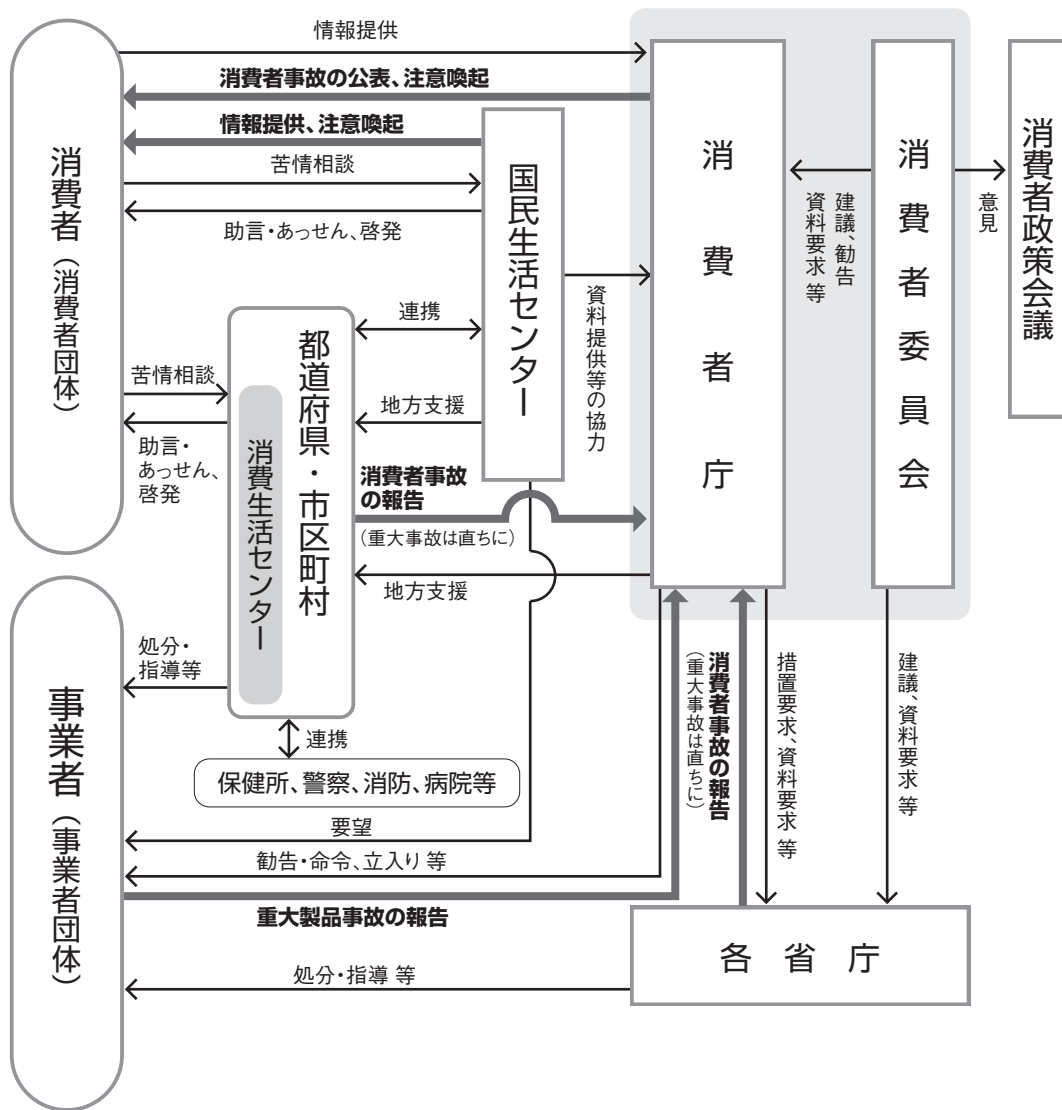 情報提供
消費者事故の公表、注意喚起
情報提供、注意喚起
苦情相談
助言・あっせん、啓発
消費者（消費者団体）
国民生活センター
消費者庁
消費者委員会
消費者政策会議
建議、勧告
資料要求 等
意見
資料提供等の協力
連携
地方支援
都道府県・市区町村
消費生活センター
苦情相談
助言・
あっせん、
啓発
消費者事故
の報告
（重大事故は直ちに）
地方支援
処分・
指導等
連携
保健所、警察、消防、病院等
事業者（事業者団体）
要望
勧告・命令、立入り 等
重大製品事故の報告
処分・指導 等
消費者事故の報告
（重大事故は直ちに）
措置要求、資料要求 等
建議、資料要求 等
各省庁